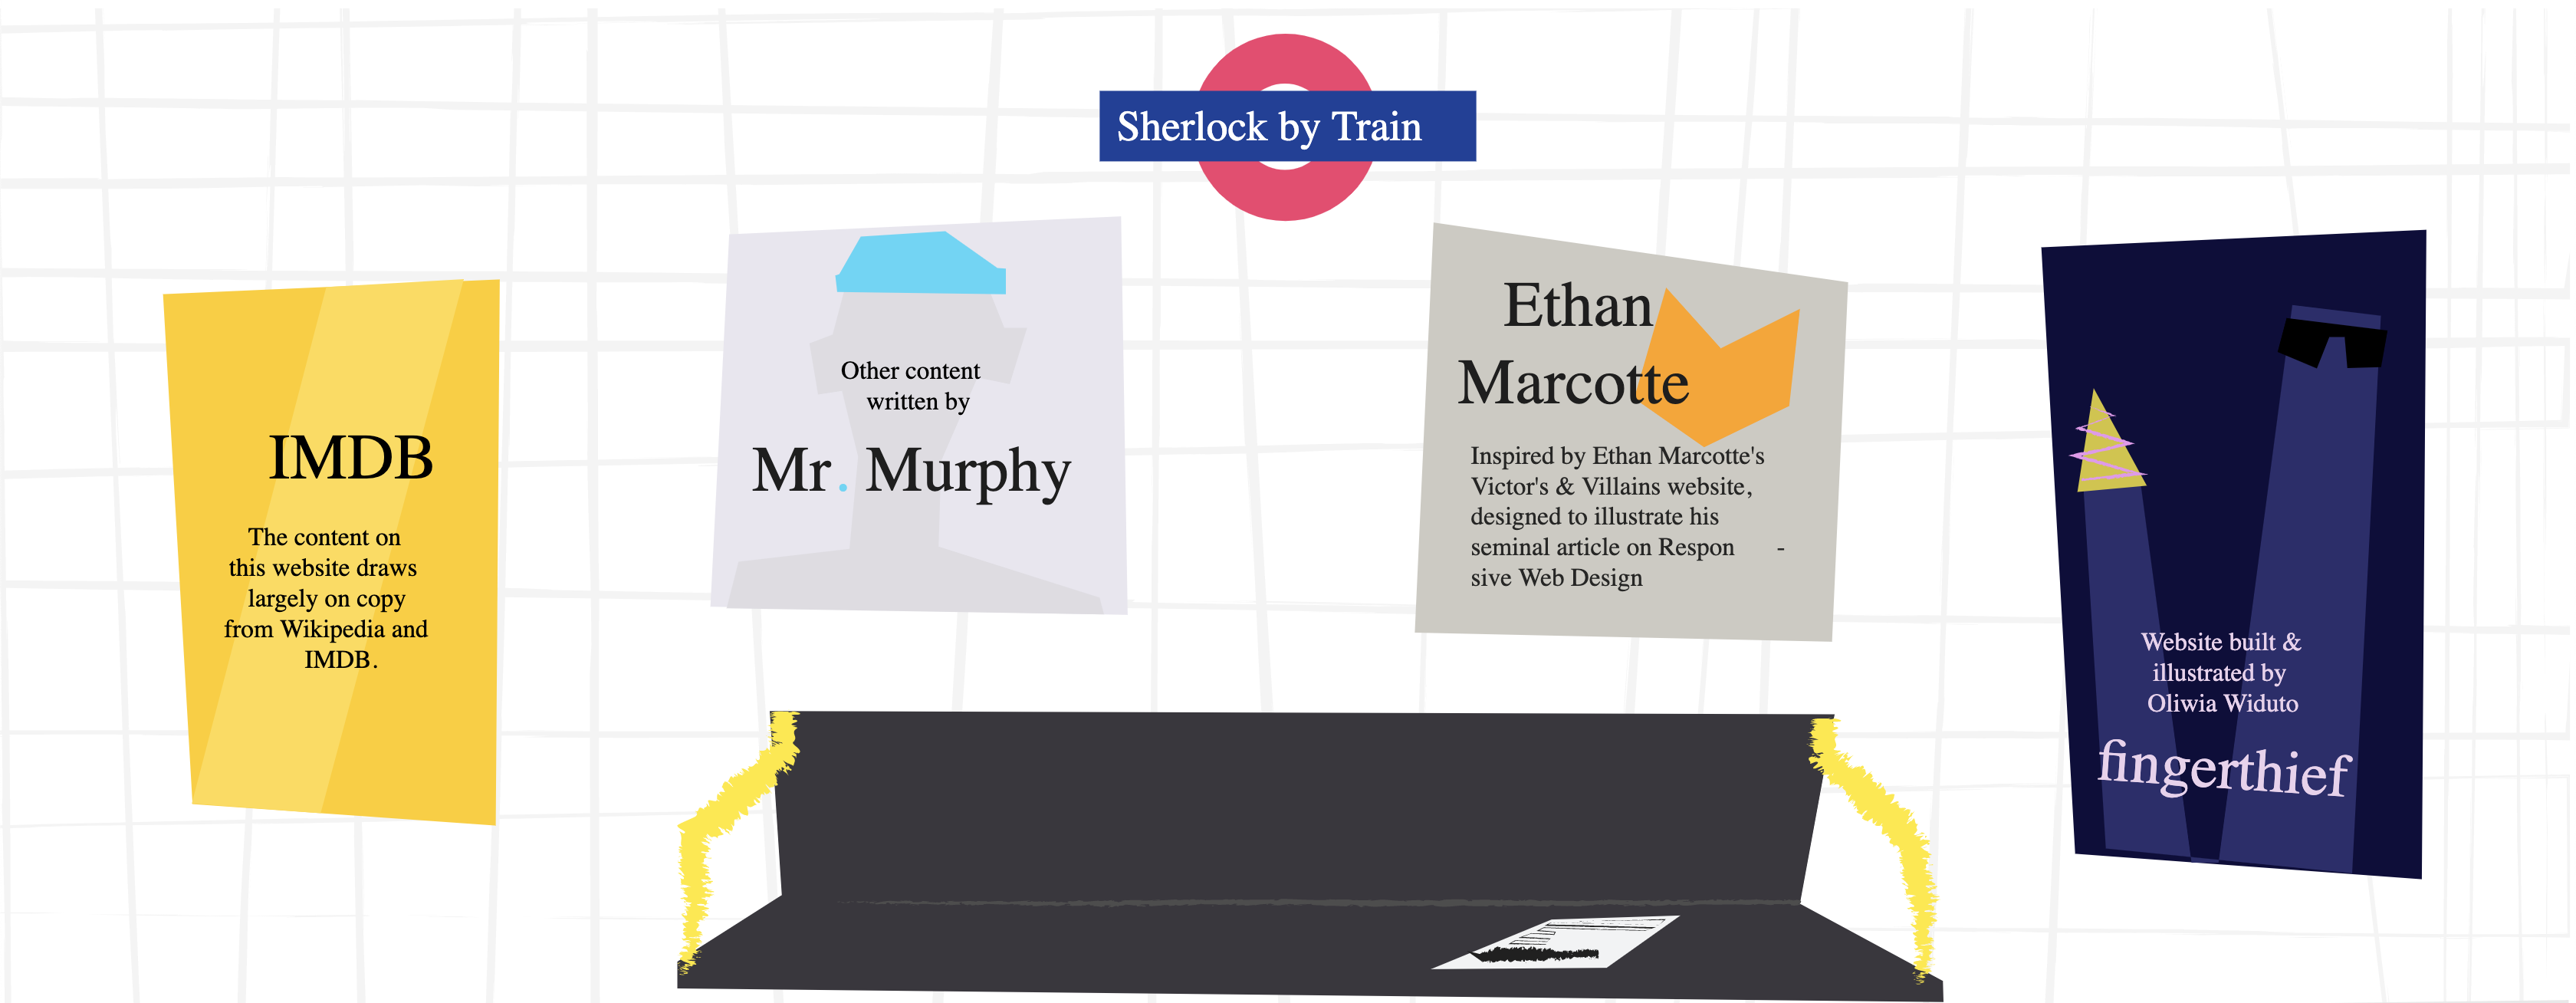 Sherlock by Train
IMDB
The content on
this website draws
largely on copy
from Wikipedia and
IMDB.
Other content
written by
Mr. Murphy
Ethan
Marcotte
Inspired by Ethan Marcotte's
Victor's & Villains website,
designed to illustrate his
seminal article on Respon -
sive Web Design
Website built &
illustrated by
Oliwia Widuto
fingerthief